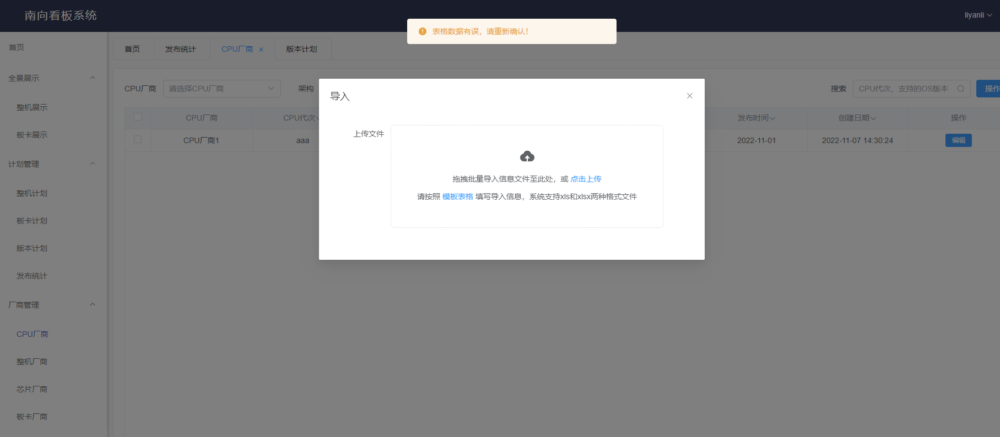 南向看板系统
liyanli
表格数据有误，请重新确认！
首页
全景展示
整机展示
板卡展示
计划管理
整机计划
板卡计划
版本计划
发布统计
厂商管理
CPU厂商
整机厂商
芯片厂商
板卡厂商
首页 发布统计 CPU厂商 版本计划
CPU厂商 请选择CPU厂商 架构 搜索 CPU代次、支持的OS版本 操作
CPU厂商 CPU代次 发布时间 创建日期 操作
CPU厂商1 aaa 2022-11-01 2022-11-07 14:30:24 编辑
导入
上传文件
拖拽批量导入信息文件至此处，或 点击上传
请按照 模板表格 填写导入信息，系统支持xls和xlsx两种格式文件